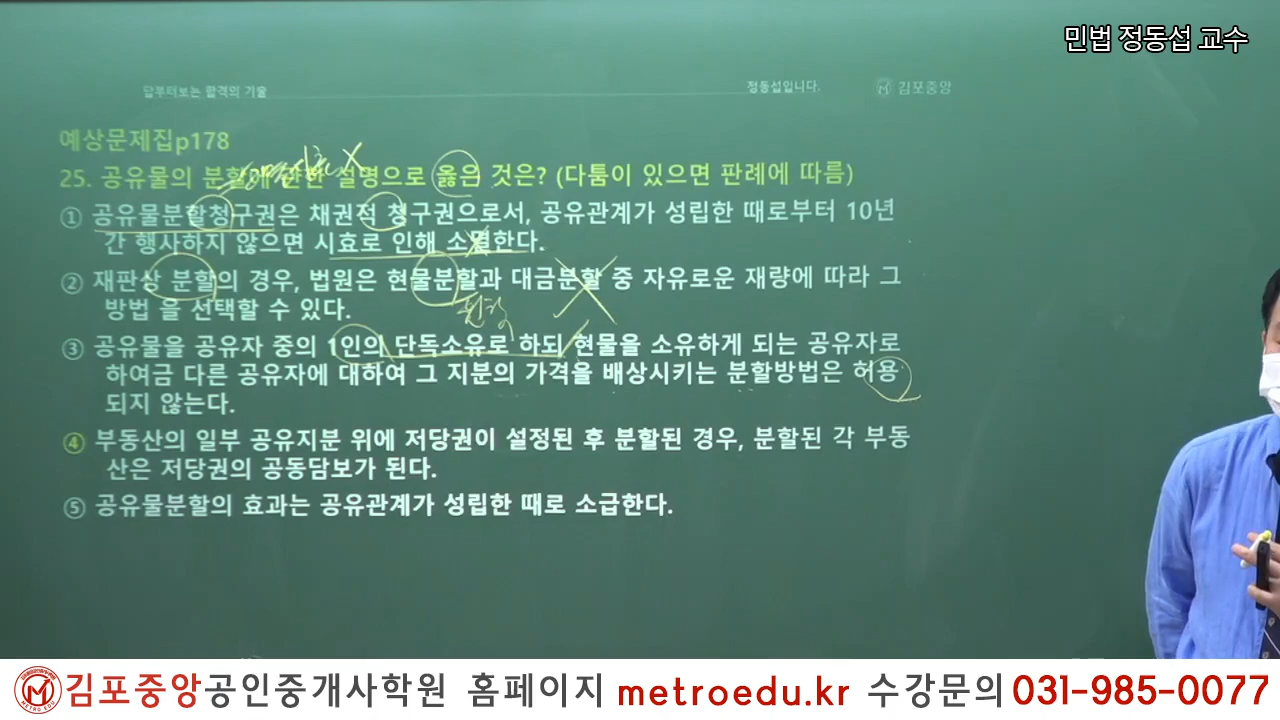 민법 정동섭 교수
답부터보는 합격의 기술
정동섭입니다.
김포중앙
예상문제집p178
25. 공유물의 분할에 관한 설명으로 옳은 것은? (다툼이 있으면 판례에 따름)
① 공유물분할청구권은 채권적 청구권으로서, 공유관계가 성립한 때로부터 10년
간 행사하지 않으면 시효로 인해 소멸한다.
② 재판상 분할의 경우, 법원은 현물분할과 대금분할 중 자유로운 재량에 따라 그
방법 을 선택할 수 있다.
③ 공유물을 공유자 중의 1인의 단독소유로 하되 현물을 소유하게 되는 공유자로
하여금 다른 공유자에 대하여 그 지분의 가격을 배상시키는 분할방법은 허용
되지 않는다.
④ 부동산의 일부 공유지분 위에 저당권이 설정된 후 분할된 경우, 분할된 각 부동
산은 저당권의 공동담보가 된다.
⑤ 공유물분할의 효과는 공유관계가 성립한 때로 소급한다.
METRO EDU
김포중앙공인중개사학원 홈페이지 metroedu.kr 수강문의 031-985-0077